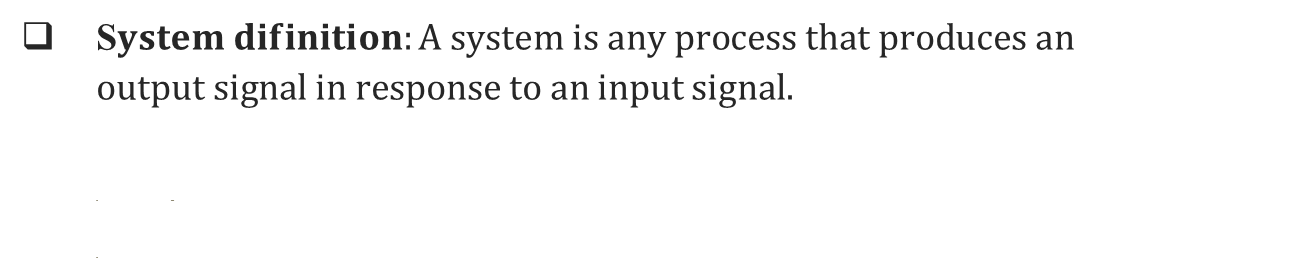 ❑ System difinition: A system is any process that produces an
output signal in response to an input signal.